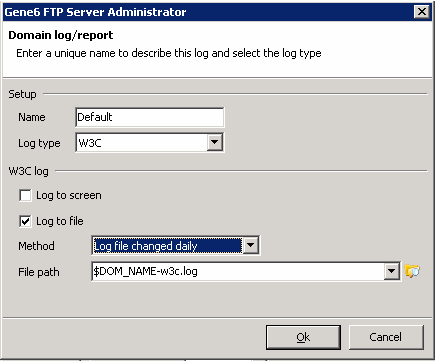 Gene6 FTP Server Administrator
Domain log/report
Enter a unique name to describe this log and select the log type
Setup
Name Default
Log type W3C
W3C log
Log to screen
Log to file
Method Log file changed daily
File path $DOM_NAME-w3c.log
Ok Cancel